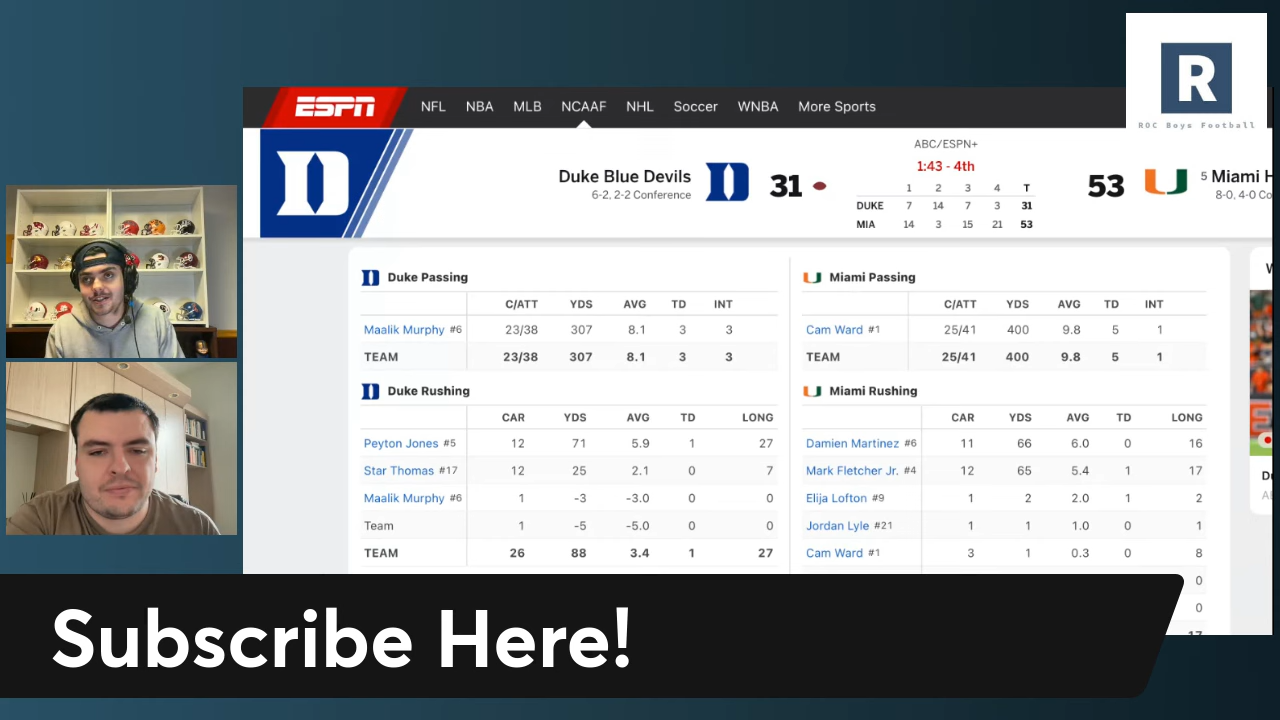 R
ROC Boys Football
ESPN NFL NBA MLB NCAAF NHL Soccer WNBA More Sports
ABC/ESPN+
1:43 - 4th
D Duke Blue Devils D 31 53 5 Miami H
6-2, 2-2 Conference 8-0, 4-0 Co
1 2 3 4 T
DUKE 7 14 7 3 31
MIA 14 3 15 21 53
Duke Passing
C/ATT YDS AVG TD INT
Maalik Murphy #6 23/38 307 8.1 3 3
TEAM 23/38 307 8.1 3 3
Duke Rushing
CAR YDS AVG TD LONG
Peyton Jones #5 12 71 5.9 1 27
Star Thomas #17 12 25 2.1 0 7
Maalik Murphy #6 1 -3 -3.0 0 0
Team 1 -5 -5.0 0 0
TEAM 26 88 3.4 1 27
Miami Passing
C/ATT YDS AVG TD INT
Cam Ward #1 25/41 400 9.8 5 1
TEAM 25/41 400 9.8 5 1
Miami Rushing
CAR YDS AVG TD LONG
Damien Martinez #6 11 66 6.0 0 16
Mark Fletcher Jr. #4 12 65 5.4 1 17
Elija Lofton #9 1 2 2.0 1 2
Jordan Lyle #21 1 1 1.0 0 1
Cam Ward #1 3 1 0.3 0 8
0
0
17
Subscribe Here!